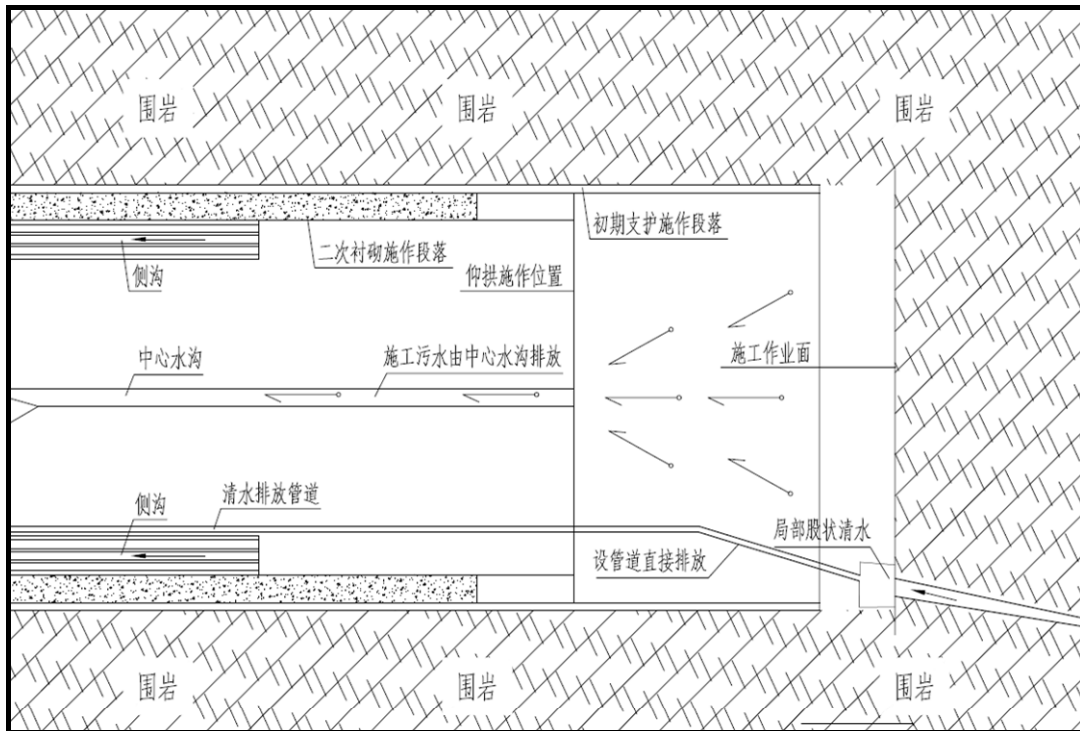 围岩
围岩
围岩
初期支护施作段落
二次衬砌施作段落
侧沟
仰拱施作位置
中心水沟
施工污水由中心水沟排放
施工作业面
侧沟
清水排放管道
局部股状清水
设管道直接排放
围岩
围岩
围岩